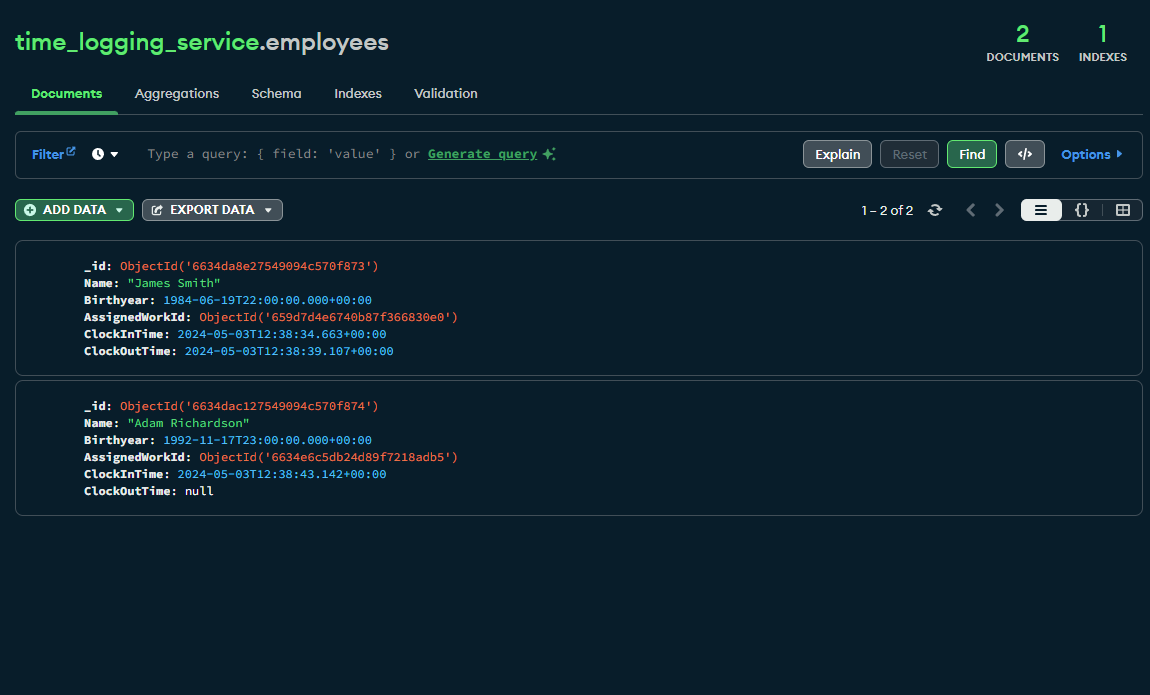 time_logging_service.employees
2 1
DOCUMENTS INDEXES
Documents Aggregations Schema Indexes Validation
Filter Type a query: { field: 'value' } or Generate query Explain Reset Find </> Options
ADD DATA EXPORT DATA 1 – 2 of 2 {}
_id: ObjectId('6634da8e27549094c570f873')
Name: "James Smith"
Birthyear: 1984-06-19T22:00:00.000+00:00
AssignedWorkId: ObjectId('659d7d4e6740b87f366830e0')
ClockInTime: 2024-05-03T12:38:34.663+00:00
ClockOutTime: 2024-05-03T12:38:39.107+00:00
_id: ObjectId('6634dac127549094c570f874')
Name: "Adam Richardson"
Birthyear: 1992-11-17T23:00:00.000+00:00
AssignedWorkId: ObjectId('6634e6c5db24d89f7218adb5')
ClockInTime: 2024-05-03T12:38:43.142+00:00
ClockOutTime: null